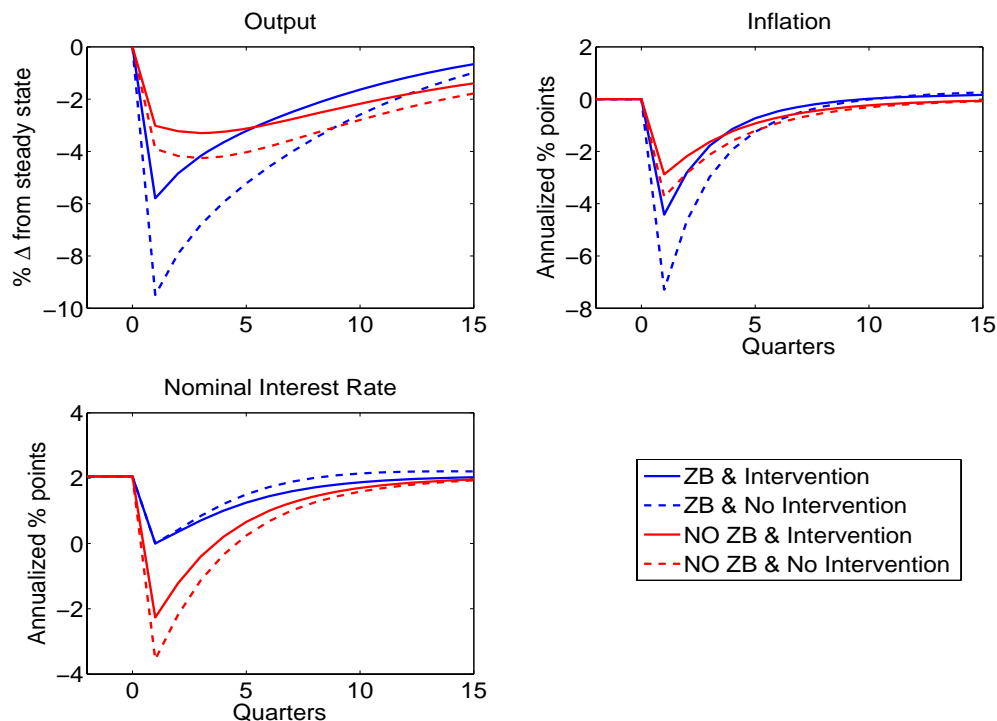 Output
% Δ from steady state
0
−2
−4
−6
−8
−10
0 5 10 15
Inflation
Annualized % points
2
0
−2
−4
−6
−8
0 5 10 15
Quarters
Nominal Interest Rate
Annualized % points
4
2
0
−2
−4
0 5 10 15
Quarters
ZB & Intervention
ZB & No Intervention
NO ZB & Intervention
NO ZB & No Intervention